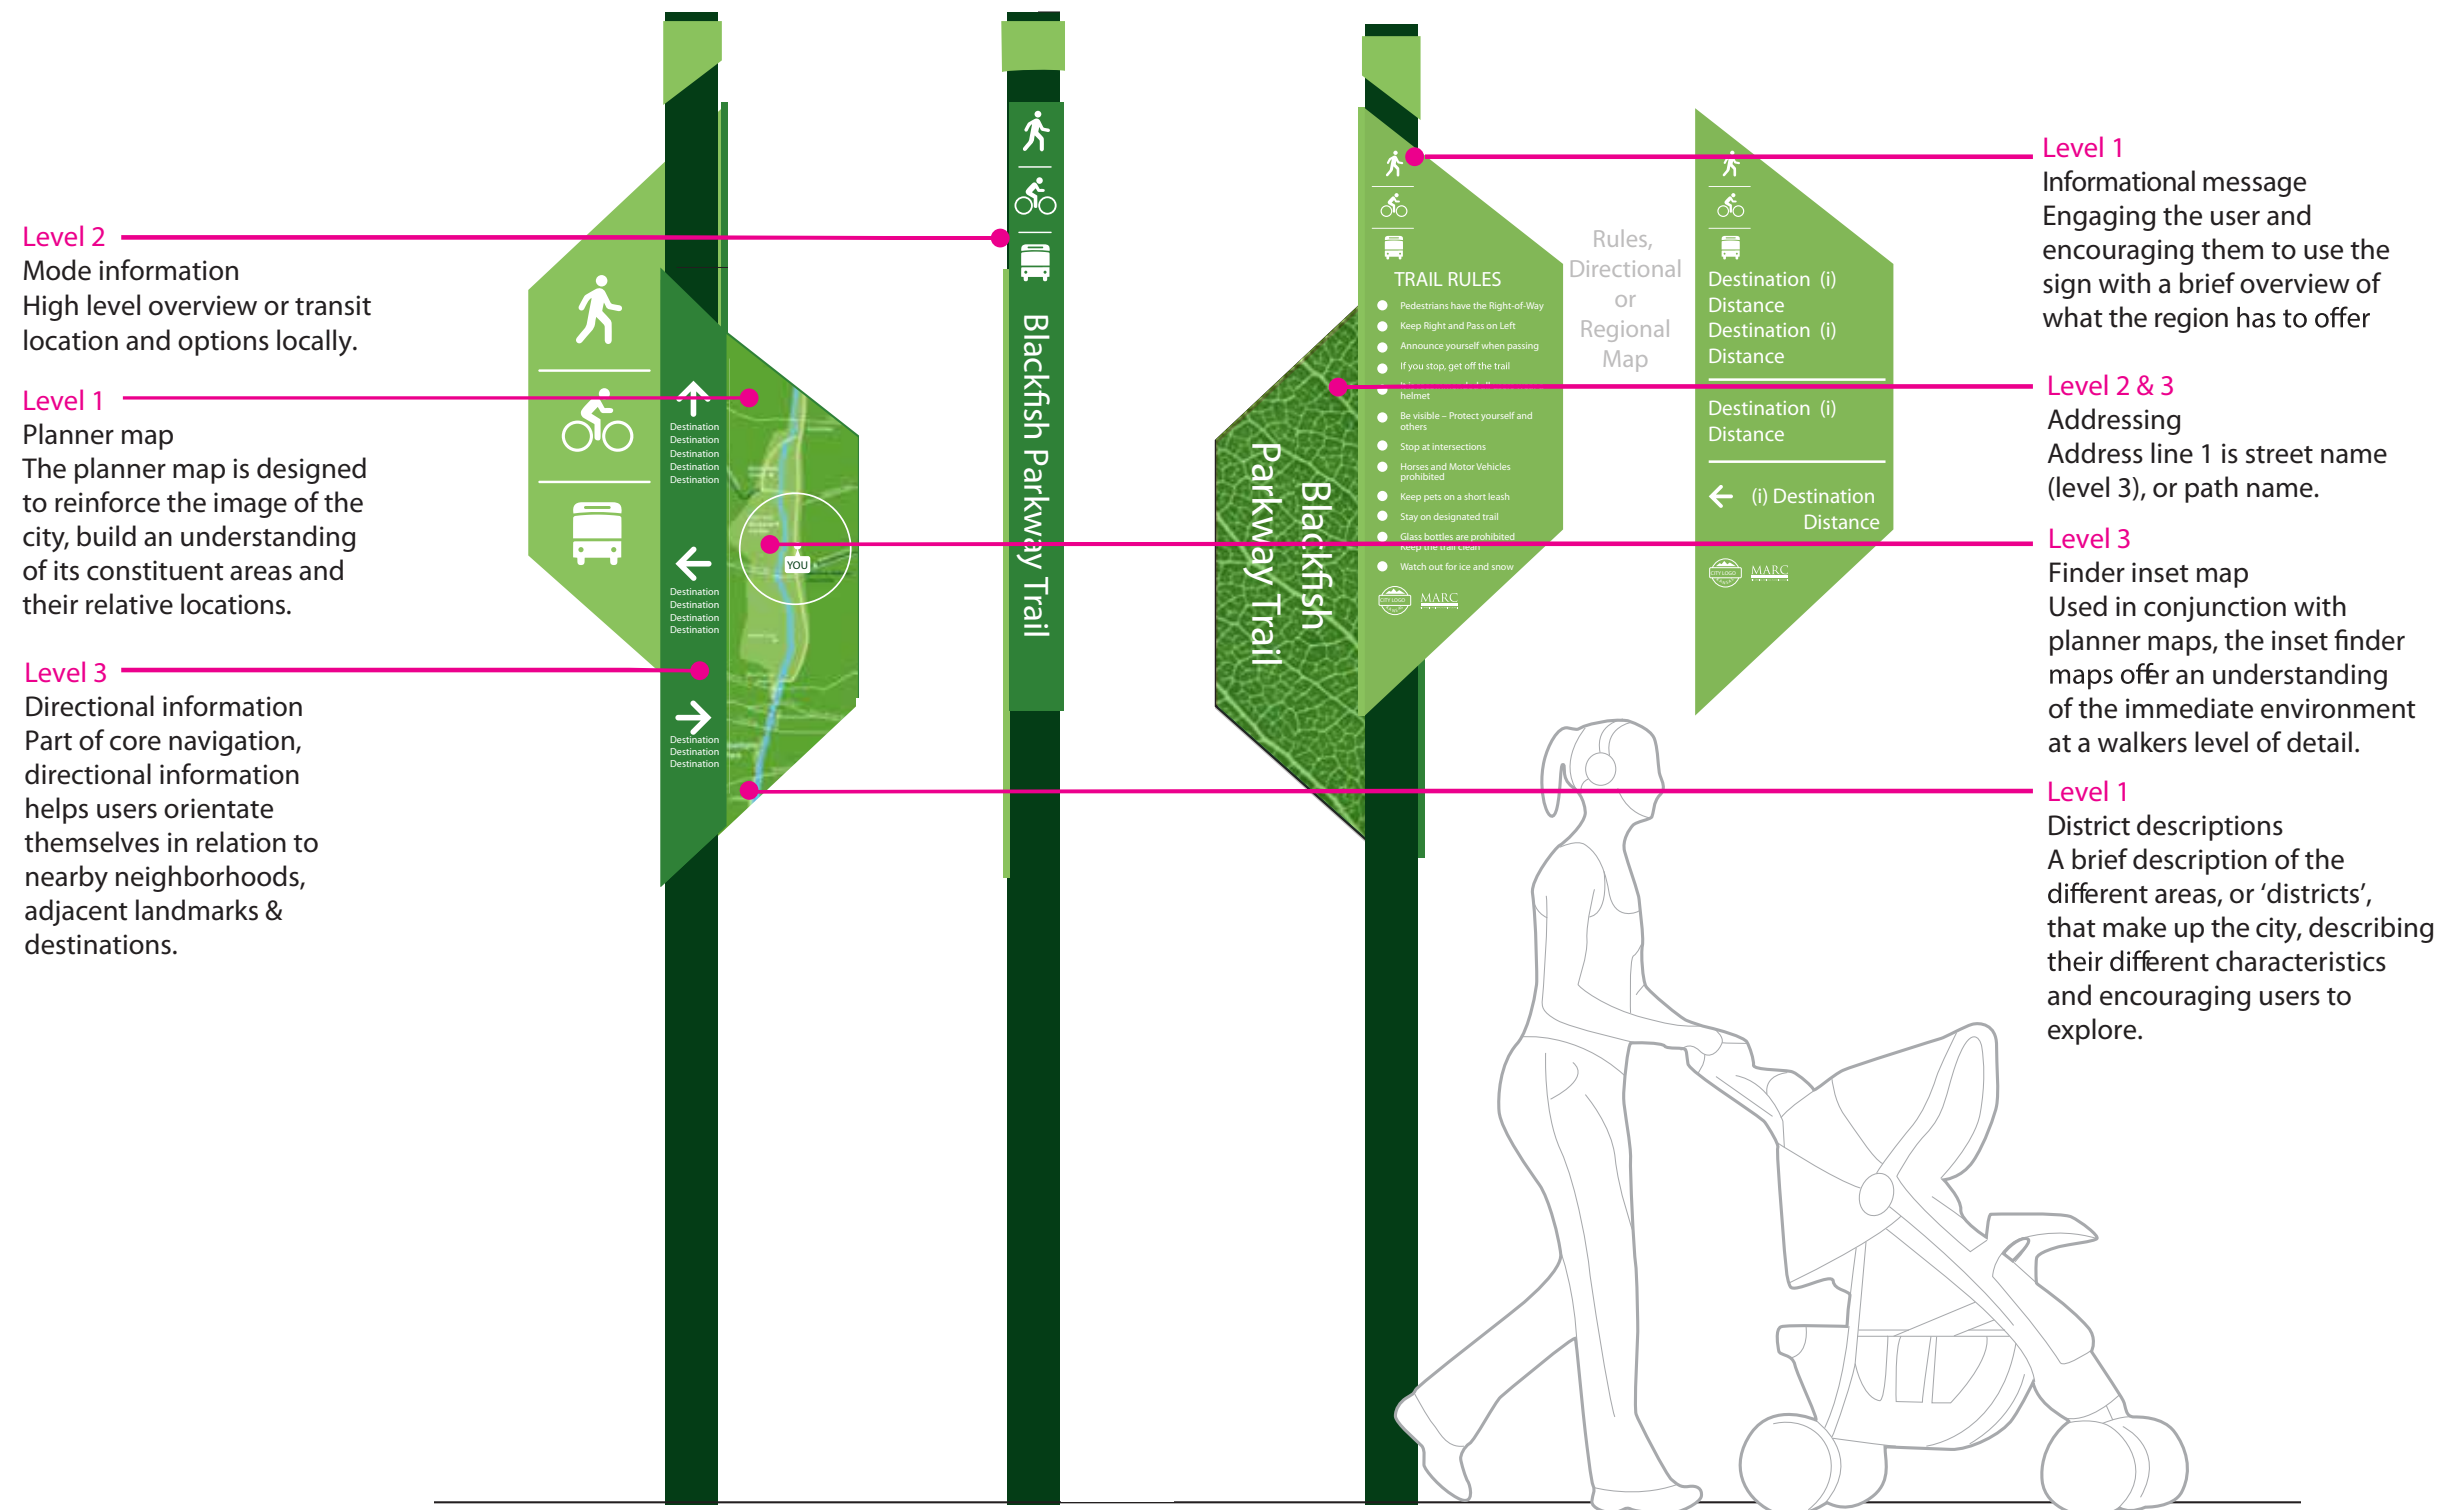 Level 2
Mode information
High level overview or transit
location and options locally.
Level 1
Planner map
The planner map is designed
to reinforce the image of the
city, build an understanding
of its constituent areas and
their relative locations.
Level 3
Directional information
Part of core navigation,
directional information
helps users orientate
themselves in relation to
nearby neighborhoods,
adjacent landmarks &
destinations.
Destination
Destination
Destination
Destination
Destination
Destination
Destination
Destination
Destination
Destination
Destination
Destination
YOU
Blackfish Parkway Trail
Blackfish
Parkway Trail
TRAIL RULES
Pedestrians have the Right-of-Way
Keep Right and Pass on Left
Announce yourself when passing
If you stop, get off the trail
helmet
Be visible – Protect yourself and
others
Stop at intersections
Horses and Motor Vehicles
prohibited
Keep pets on a short leash
Stay on designated trail
Glass bottles are prohibited
Keep the trail clean
Watch out for ice and snow
CITY LOGO
MARC
Rules,
Directional
or
Regional
Map
Destination (i)
Distance
Destination (i)
Distance
Destination (i)
Distance
(i) Destination
Distance
CITY LOGO
MARC
Level 1
Informational message
Engaging the user and
encouraging them to use the
sign with a brief overview of
what the region has to offer
Level 2 & 3
Addressing
Address line 1 is street name
(level 3), or path name.
Level 3
Finder inset map
Used in conjunction with
planner maps, the inset finder
maps offer an understanding
of the immediate environment
at a walkers level of detail.
Level 1
District descriptions
A brief description of the
different areas, or ‘districts’,
that make up the city, describing
their different characteristics
and encouraging users to
explore.